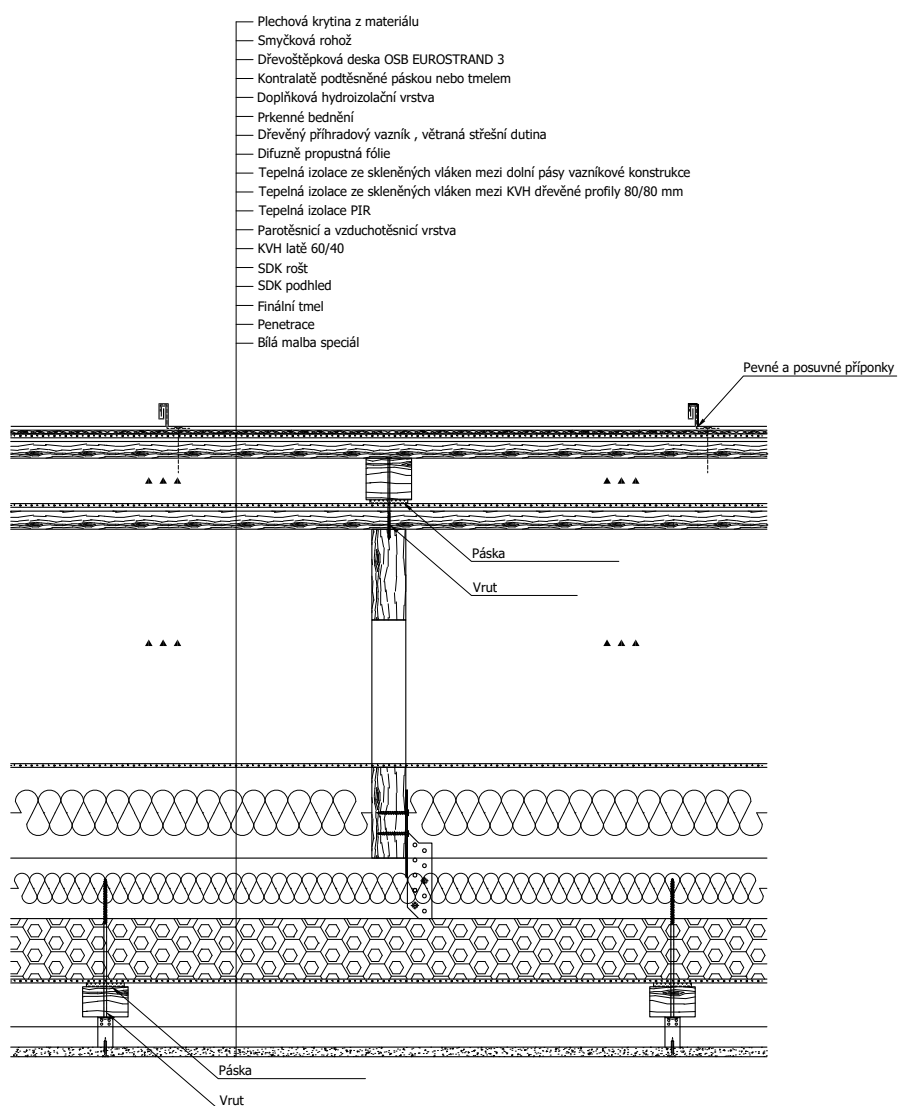 Plechová krytina z materiálu
Smyčková rohož
Dřevoštěpková deska OSB EUROSTRAND 3
Kontralatě podtěsněné páskou nebo tmelem
Doplňková hydroizolační vrstva
Prkenné bednění
Dřevěný příhradový vazník , větraná střešní dutina
Difuzně propustná fólie
Tepelná izolace ze skleněných vláken mezi dolní pásy vazníkové konstrukce
Tepelná izolace ze skleněných vláken mezi KVH dřevěné profily 80/80 mm
Tepelná izolace PIR
Parotěsnicí a vzduchotěsnicí vrstva
KVH latě 60/40
SDK rošt
SDK podhled
Finální tmel
Penetrace
Bílá malba speciál
Pevné a posuvné příponky
Páska
Vrut
Páska
Vrut